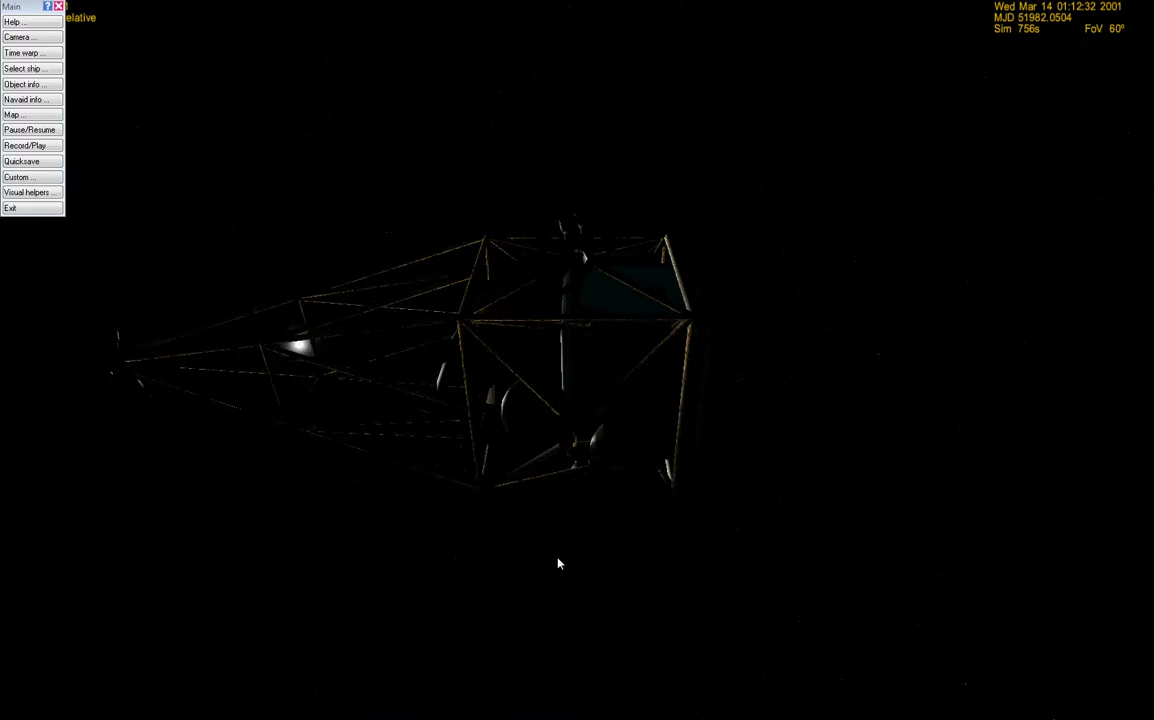 Main
elative
Help ...
Camera ...
Time warp ...
Select ship ...
Object info ...
Navaid info ...
Map ...
Pause/Resume
Record/Play
Quicksave
Custom ...
Visual helpers ...
Exit
Wed Mar 14 01:12:32 2001
MJD 51982.0504
Sim 756s FoV 60°